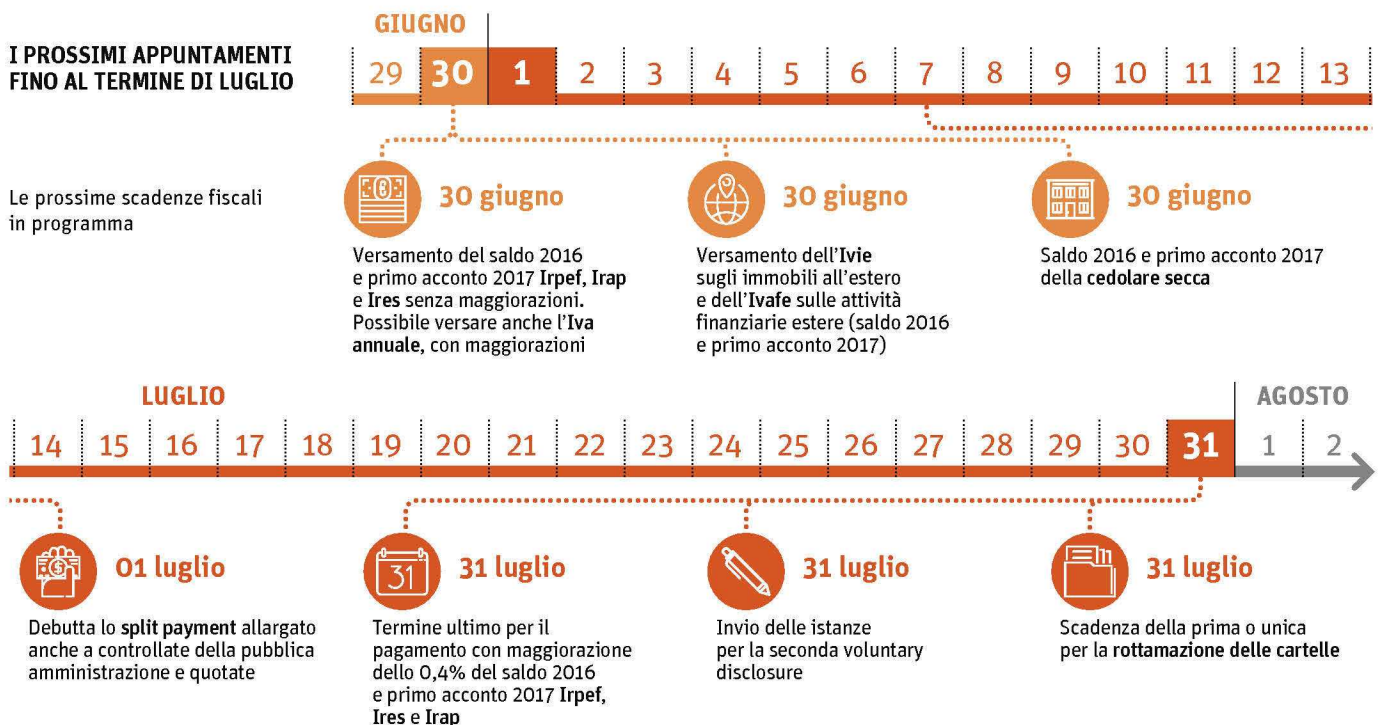 I PROSSIMI APPUNTAMENTI
FINO AL TERMINE DI LUGLIO
Le prossime scadenze fiscali
in programma
GIUGNO
29 30 1 2 3 4 5 6 7 8 9 10 11 12 13
30 giugno
Versamento del saldo 2016
e primo acconto 2017 Irpef, Irap
e Ires senza maggiorazioni.
Possibile versare anche l'Iva
annuale, con maggiorazioni
30 giugno
Versamento dell'Ivie
sugli immobili all'estero
e dell'Ivafe sulle attività
finanziarie estere (saldo 2016
e primo acconto 2017)
30 giugno
Saldo 2016 e primo acconto 2017
della cedolare secca
LUGLIO
AGOSTO
14 15 16 17 18 19 20 21 22 23 24 25 26 27 28 29 30 31 1 2
01 luglio
Debutta lo split payment allargato
anche a controllate della pubblica
amministrazione e quotate
31
31 luglio
Termine ultimo per il
pagamento con maggiorazione
dello 0,4% del saldo 2016
e primo acconto 2017 Irpef,
Ires e Irap
31 luglio
Invio delle istanze
per la seconda voluntary
disclosure
31 luglio
Scadenza della prima o unica
per la rottamazione delle cartelle